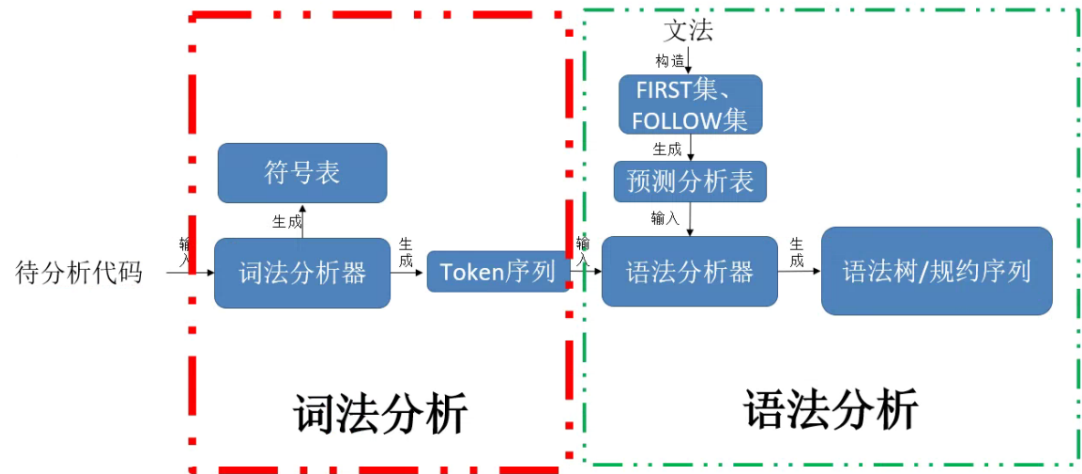 文法
构造
FIRST集、
FOLLOW集
生成
预测分析表
输入
符号表
生成
待分析代码
输入
词法分析器
生成
Token序列
输入
语法分析器
生成
语法树/规约序列
词法分析
语法分析